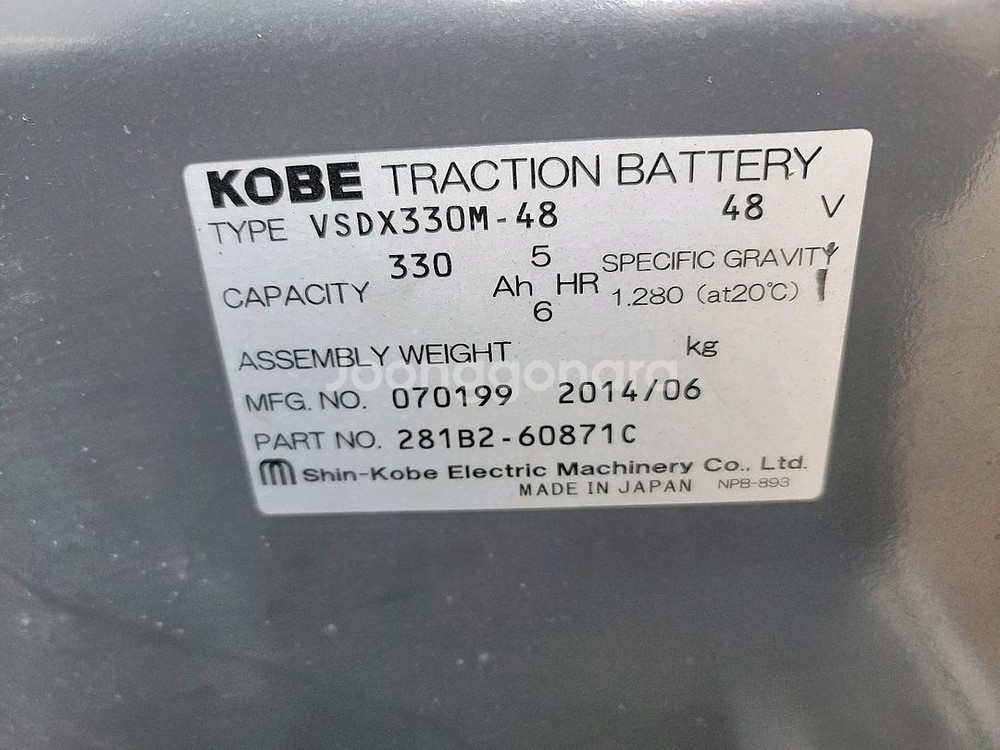 KOBE TRACTION BATTERY
TYPE VSDX330M-48 48 V
CAPACITY 330 Ah 5 HR 6 SPECIFIC GRAVITY 1.280 (at20℃)
ASSEMBLY WEIGHT kg
Joonggonara
MFG. NO. 070199 2014/06
PART NO. 281B2-60871C
Shin-Kobe Electric Machinery Co., Ltd.
MADE IN JAPAN NPB-893